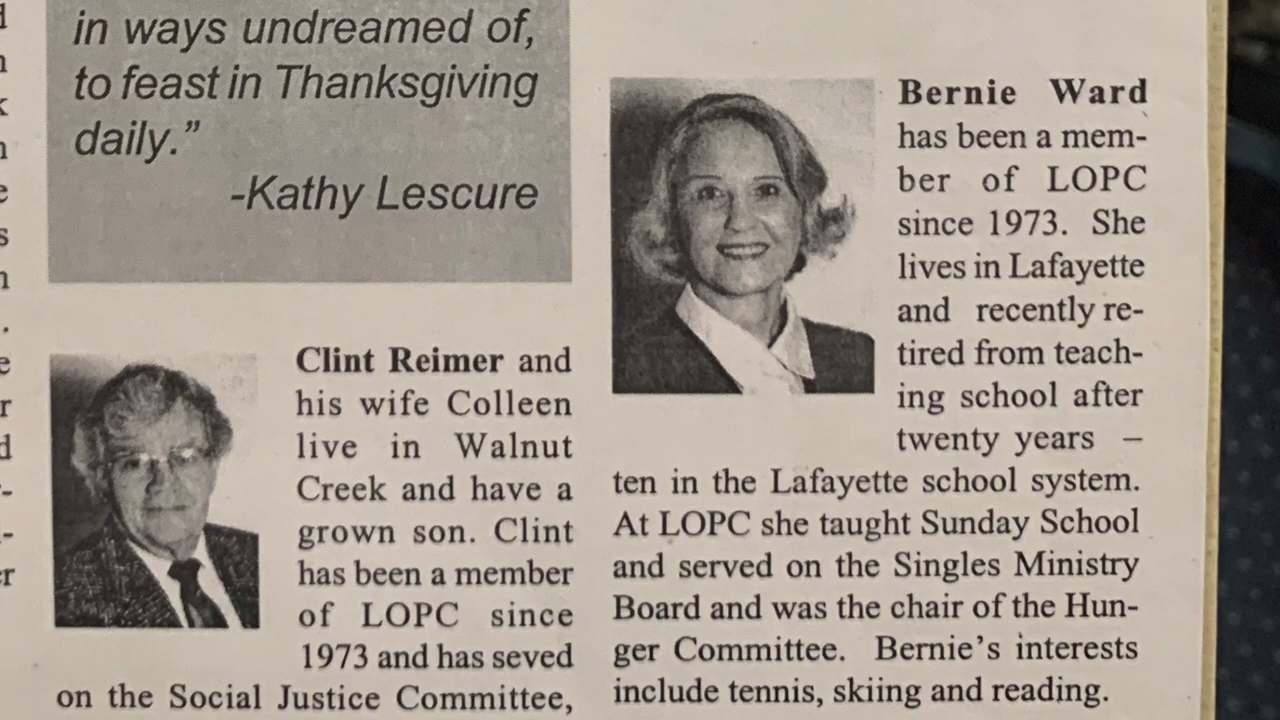 in ways undreamed of,
to feast in Thanksgiving
daily.”
-Kathy Lescure
Clint Reimer and
his wife Colleen
live in Walnut
Creek and have a
grown son. Clint
has been a member
of LOPC since
1973 and has seved
on the Social Justice Committee,
Bernie Ward
has been a mem-
ber of LOPC
since 1973. She
lives in Lafayette
and recently re-
tired from teach-
ing school after
twenty years –
ten in the Lafayette school system.
At LOPC she taught Sunday School
and served on the Singles Ministry
Board and was the chair of the Hun-
ger Committee. Bernie’s interests
include tennis, skiing and reading.